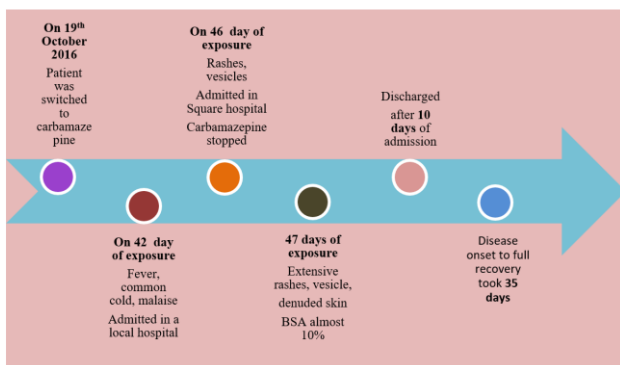 On 19th
October
2016
Patient
was
switched
to
carbamaze
pine
On 42 day
of exposure
Fever,
common
cold, malaise
Admitted in a
local hospital
On 46 day of
exposure
Rashes,
vesicles
Admitted in
Square hospital
Carbamazepine
stopped
47 days of
exposure
Extensive
rashes, vesicle,
denuded skin
BSA almost
10%
Discharged
after 10
days of
admission
Disease
onset to full
recovery
took 35
days